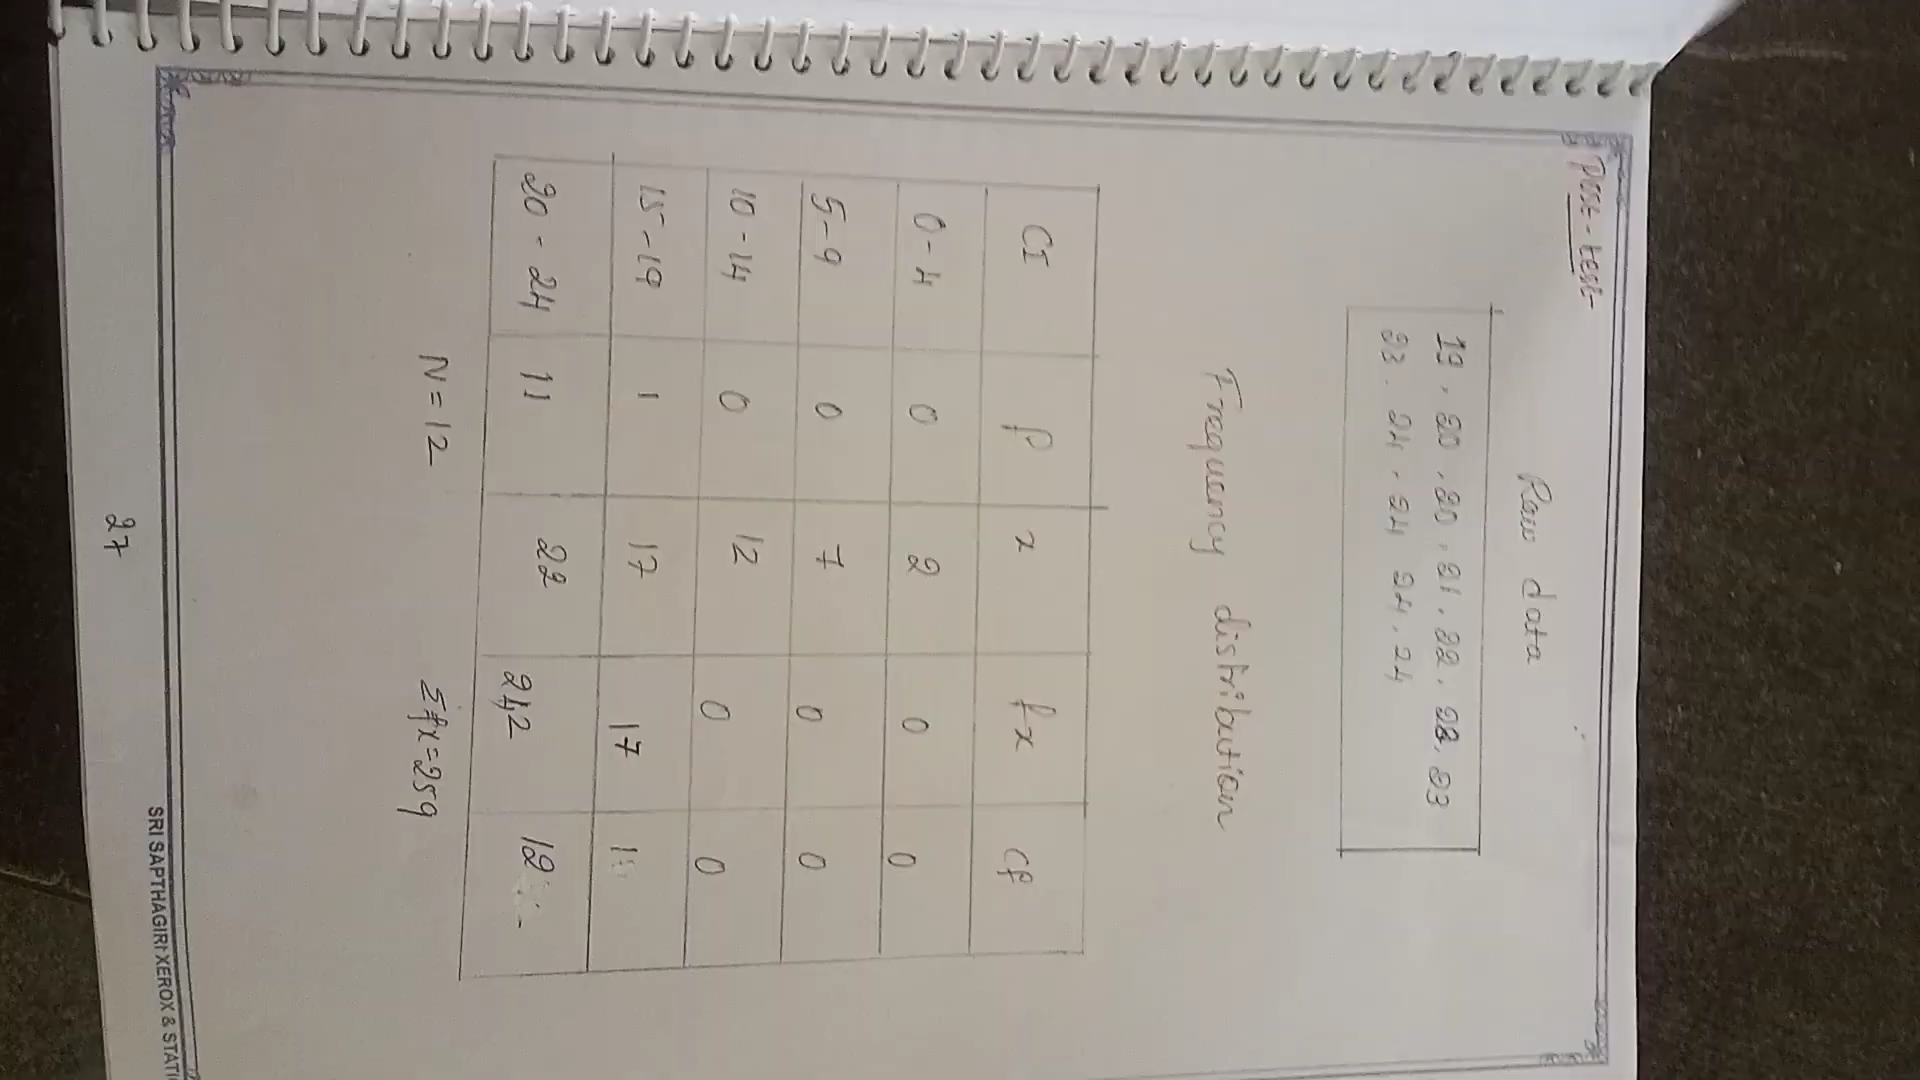 Post-test
Raw data
19, 20, 20, 21, 22, 22, 23
23, 24, 24 24, 24
Frequency distribution
CI f x fx cf
0-4 0 2 0 0
5-9 0 7 0 0
10-14 0 12 0 0
15-19 1 17 17 1
20-24 11 22 242 12
N=12 Σfx=259
27
SRI SAPTHAGIRI XEROX &